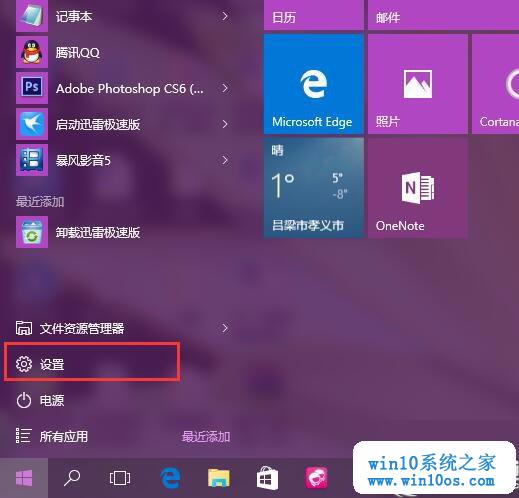 记事本
腾讯QQ
Ps
Adobe Photoshop CS6 (...
启动迅雷极速版
暴风影音5
最近添加
卸载迅雷极速版
文件资源管理器
设置
电源
所有应用
最近添加
日历
邮件
Microsoft Edge
照片
Cortana
晴
1°
5°
-8°
吕梁市孝义市
N
OneNote
win10系统之家
www.win10os.com